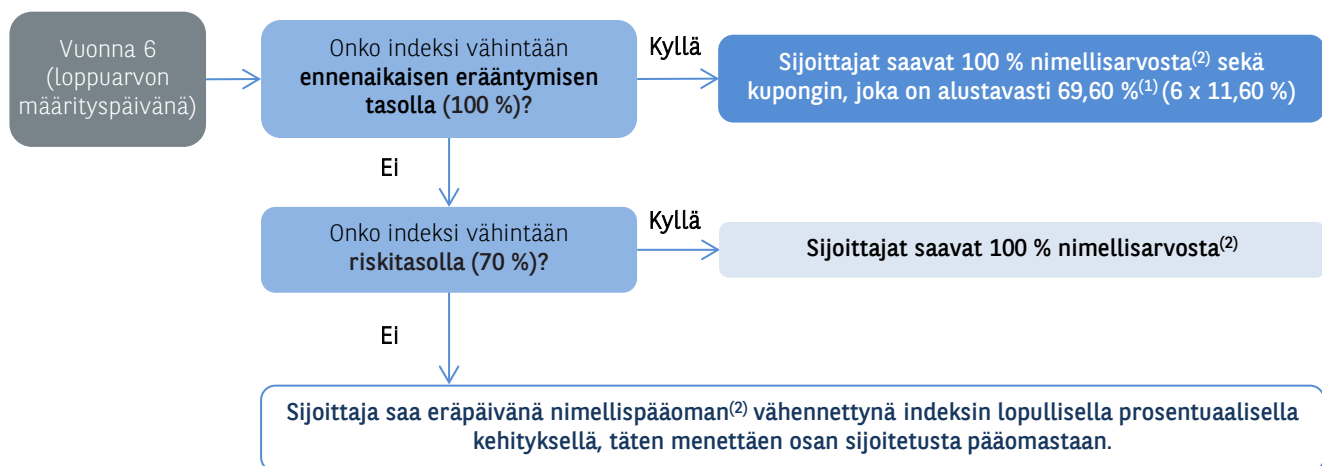 Vuonna 6
(loppuarvon
määrityspäivänä)
Onko indeksi vähintään
ennenaikaisen erääntymisen
tasolla (100 %)?
Kyllä
Sijoittajat saavat 100 % nimellisarvosta(2) sekä
kupongin, joka on alustavasti 69,60 %(1) (6 x 11,60 %)
Ei
Onko indeksi vähintään
riskitasolla (70 %)?
Kyllä
Sijoittajat saavat 100 % nimellisarvosta(2)
Ei
Sijoittaja saa eräpäivänä nimellispääoman(2) vähennettynä indeksin lopullisella prosentuaalisella
kehityksellä, täten menettäen osan sijoitetusta pääomastaan.